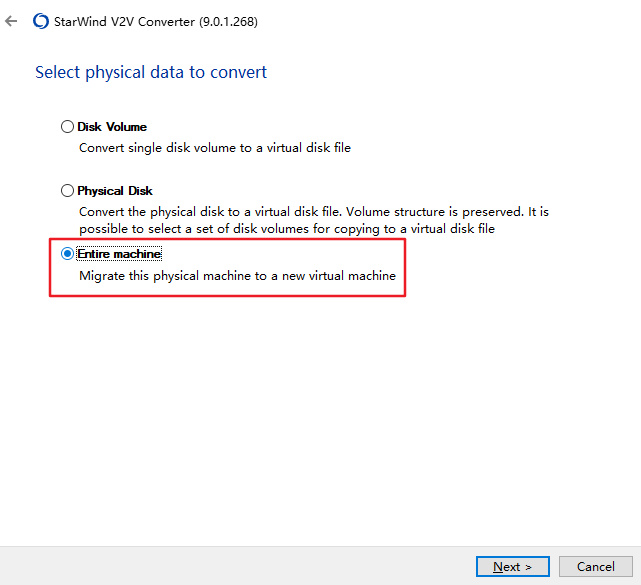 StarWind V2V Converter (9.0.1.268)
Select physical data to convert
Disk Volume
Convert single disk volume to a virtual disk file
Physical Disk
Convert the physical disk to a virtual disk file. Volume structure is preserved. It is
possible to select a set of disk volumes for copying to a virtual disk file
Entire machine
Migrate this physical machine to a new virtual machine
Next >
Cancel